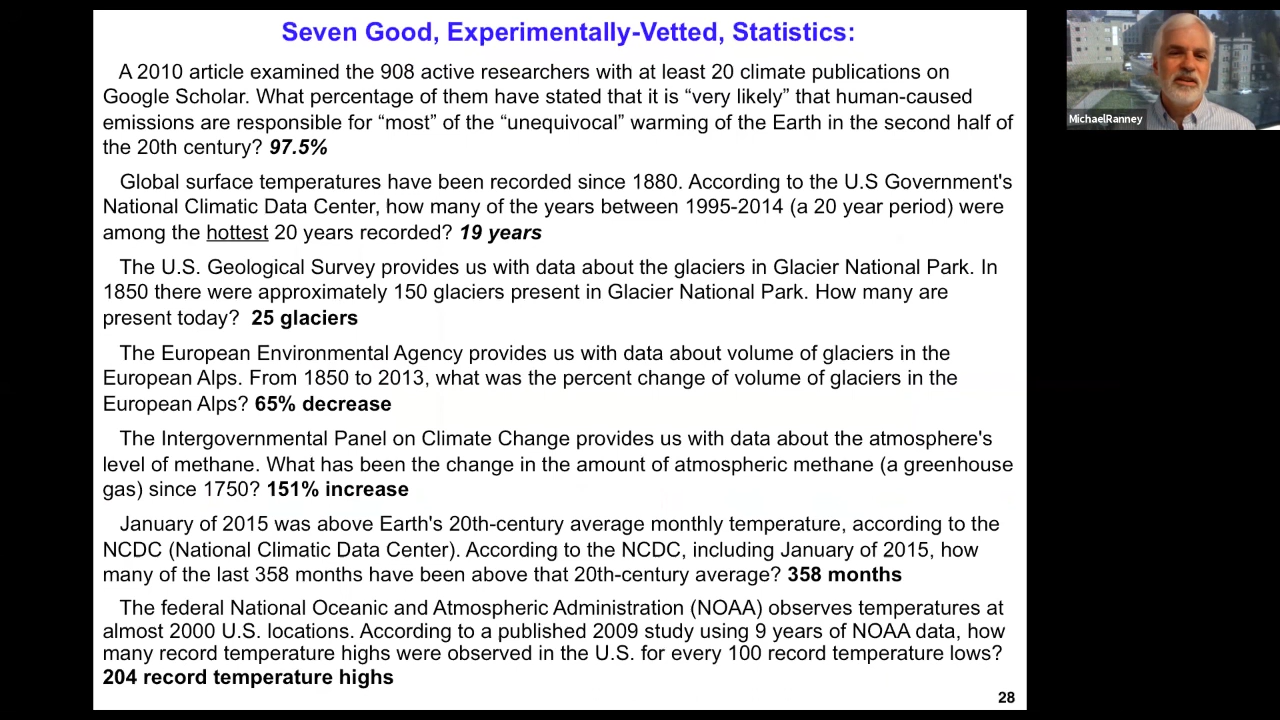 Seven Good, Experimentally-Vetted, Statistics:
A 2010 article examined the 908 active researchers with at least 20 climate publications on
Google Scholar. What percentage of them have stated that it is “very likely” that human-caused
emissions are responsible for “most” of the “unequivocal” warming of the Earth in the second half of
the 20th century? 97.5%
Global surface temperatures have been recorded since 1880. According to the U.S Government's
National Climatic Data Center, how many of the years between 1995-2014 (a 20 year period) were
among the hottest 20 years recorded? 19 years
The U.S. Geological Survey provides us with data about the glaciers in Glacier National Park. In
1850 there were approximately 150 glaciers present in Glacier National Park. How many are
present today? 25 glaciers
The European Environmental Agency provides us with data about volume of glaciers in the
European Alps. From 1850 to 2013, what was the percent change of volume of glaciers in the
European Alps? 65% decrease
The Intergovernmental Panel on Climate Change provides us with data about the atmosphere's
level of methane. What has been the change in the amount of atmospheric methane (a greenhouse
gas) since 1750? 151% increase
January of 2015 was above Earth's 20th-century average monthly temperature, according to the
NCDC (National Climatic Data Center). According to the NCDC, including January of 2015, how
many of the last 358 months have been above that 20th-century average? 358 months
The federal National Oceanic and Atmospheric Administration (NOAA) observes temperatures at
almost 2000 U.S. locations. According to a published 2009 study using 9 years of NOAA data, how
many record temperature highs were observed in the U.S. for every 100 record temperature lows?
204 record temperature highs
28
MichaelRanney